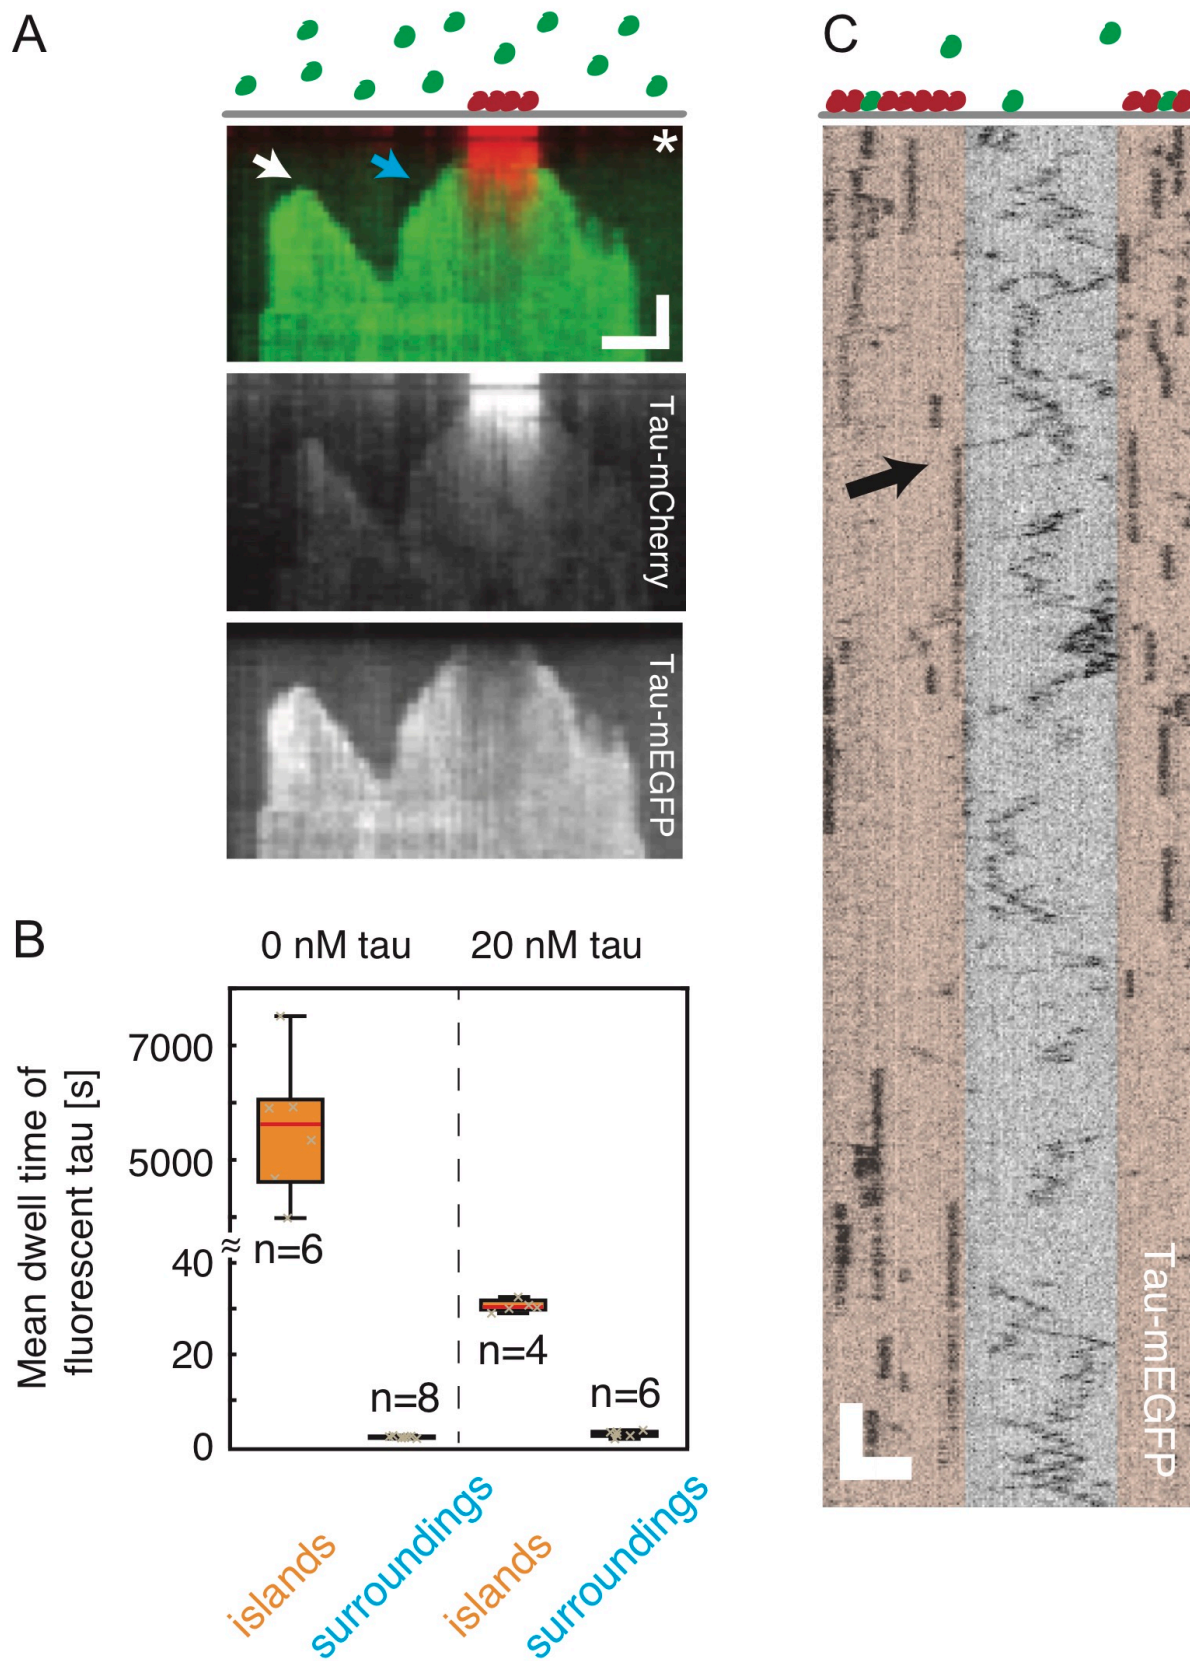 A
C
*
Tau-mCherry
Tau-mEGFP
B
0 nM tau
20 nM tau
Mean dwell time of
fluorescent tau [s]
7000
5000
≈
40
20
0
n=6
n=8
n=4
n=6
islands
surroundings
islands
surroundings
Tau-mEGFP